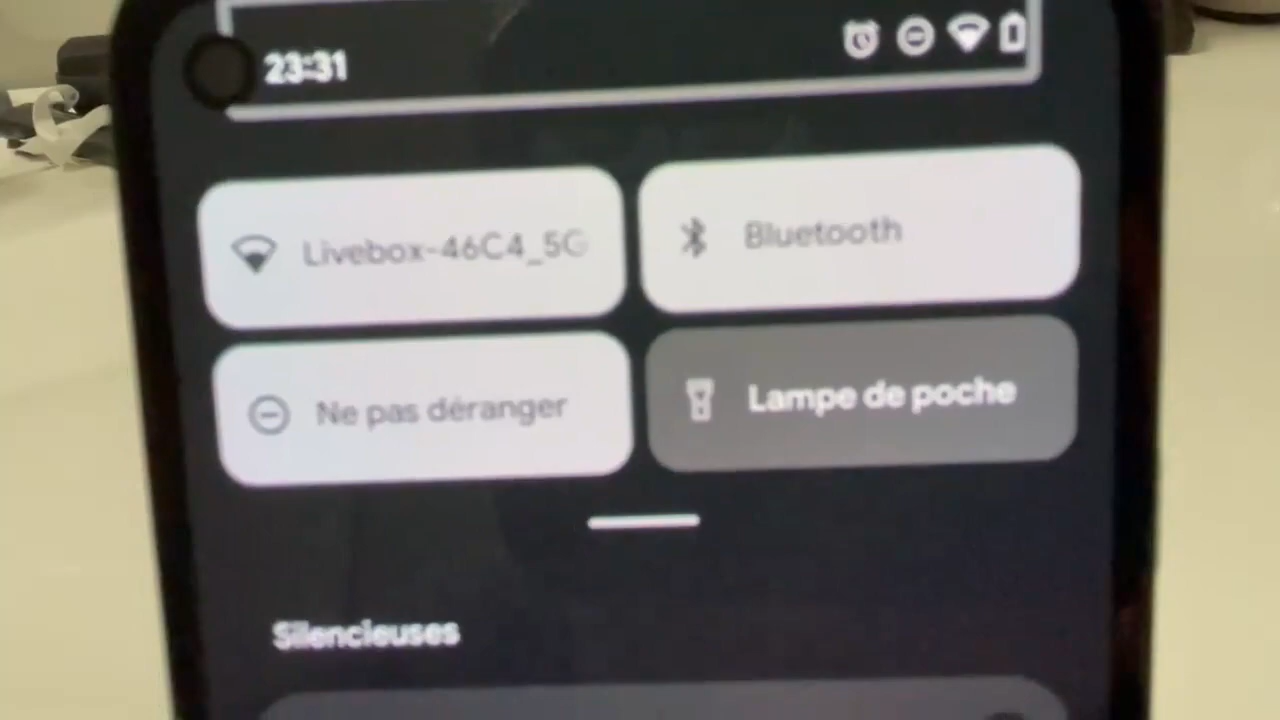 23:31
Livebox-46C4_5G
Bluetooth
Ne pas déranger
Lampe de poche
Silencieuses